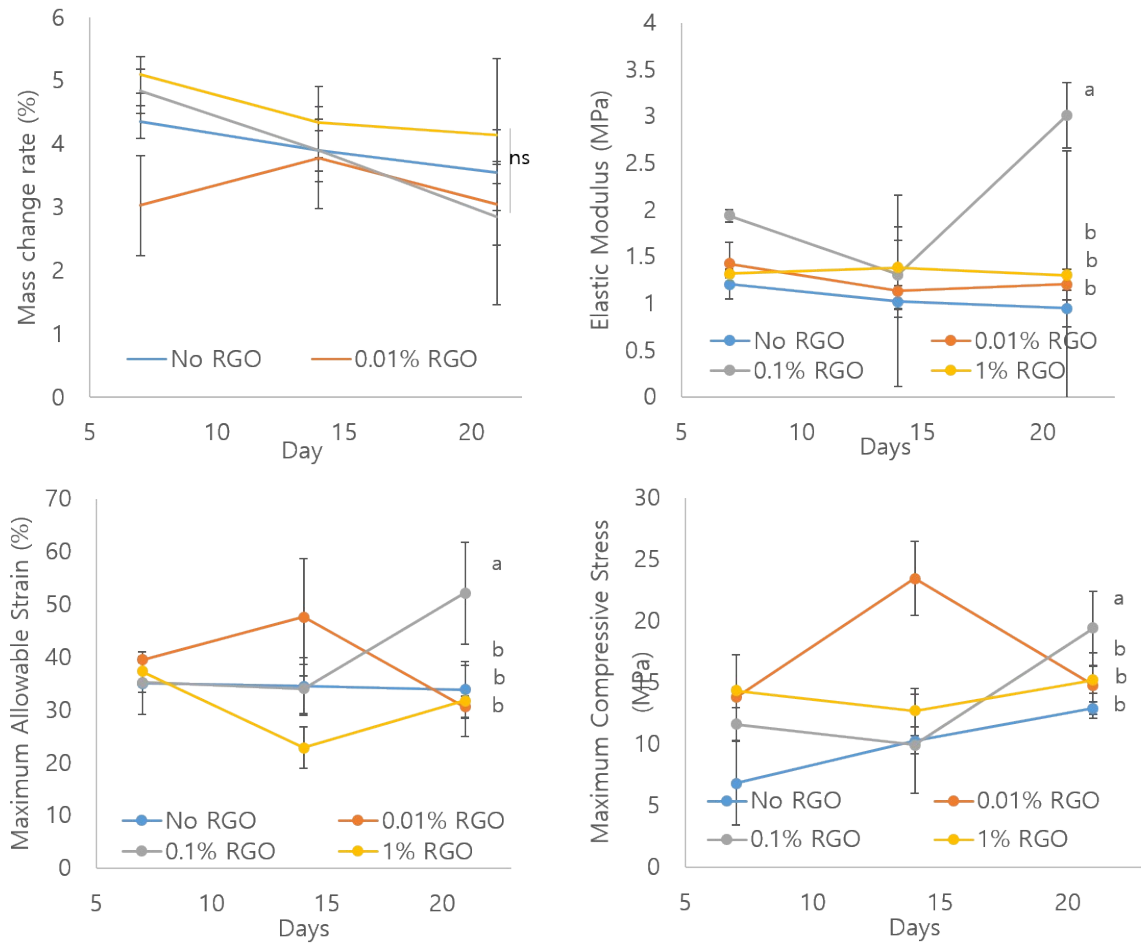 Mass change rate (%)
6
5
4
3
2
1
0
5 10 15 20
Day
ns
No RGO 0.01% RGO
Elastic Modulus (MPa)
4
3.5
3
2.5
2
1.5
1
0.5
0
5 10 15 20
Days
a
b
b
b
No RGO 0.01% RGO
0.1% RGO 1% RGO
Maximum Allowable Strain (%)
70
60
50
40
30
20
10
0
5 10 15 20
Days
a
b
b
b
No RGO 0.01% RGO
0.1% RGO 1% RGO
Maximum Compressive Stress
(MPa)
30
25
20
15
10
5
0
5 10 15 20
Days
a
b
b
b
No RGO 0.01% RGO
0.1% RGO 1% RGO